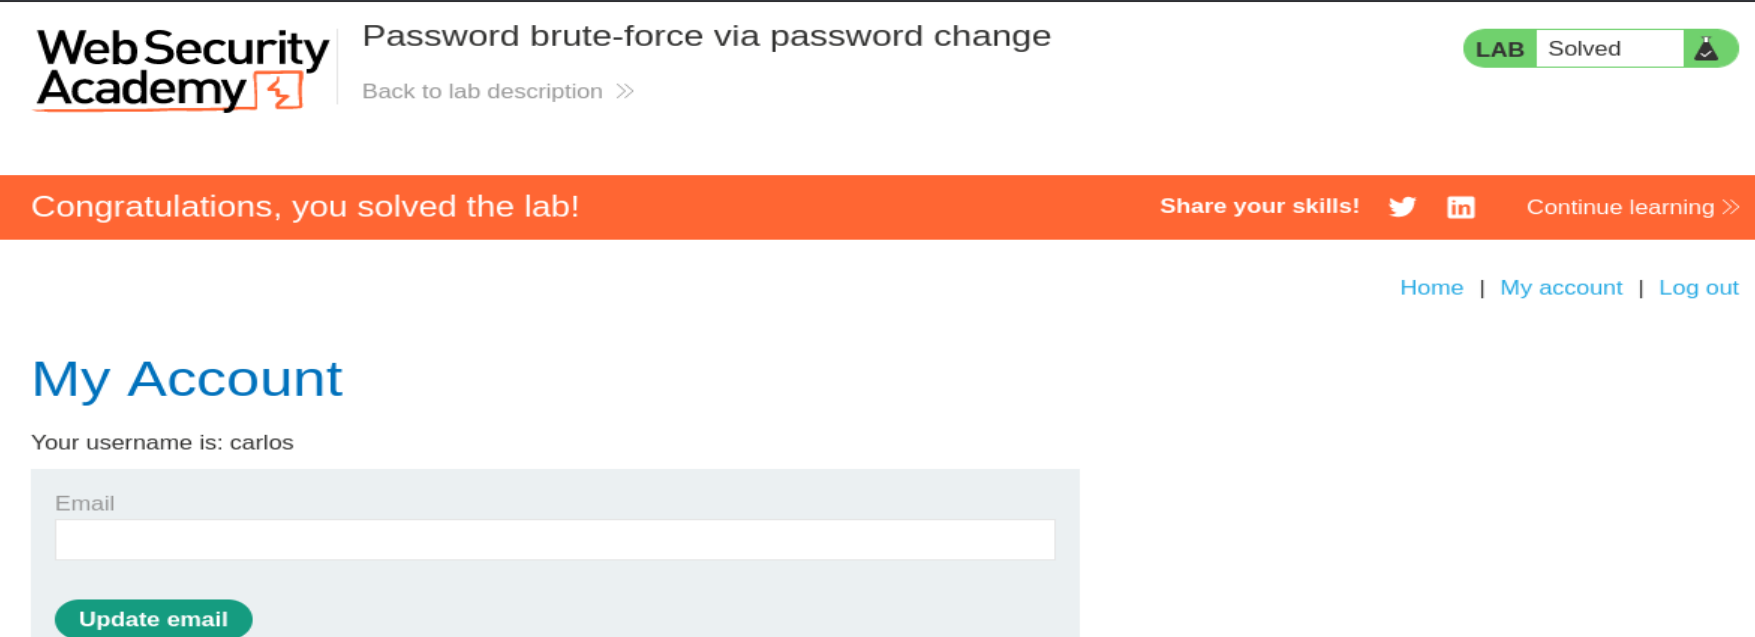 Web Security
Academy
Password brute-force via password change
Back to lab description
LAB Solved
Congratulations, you solved the lab!
Share your skills!
in
Continue learning
Home | My account | Log out
My Account
Your username is: carlos
Email
Update email